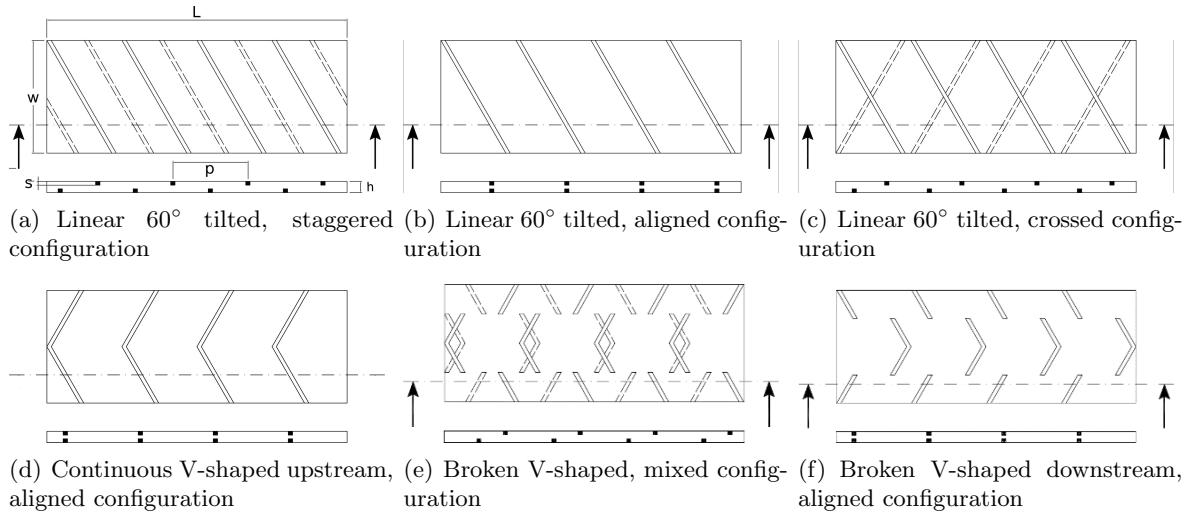 L
w
p
s
h
(a) Linear 60° tilted, staggered
configuration
(b) Linear 60° tilted, aligned config-
uration
(c) Linear 60° tilted, crossed config-
uration
(d) Continuous V-shaped upstream,
aligned configuration
(e) Broken V-shaped, mixed config-
uration
(f) Broken V-shaped downstream,
aligned configuration